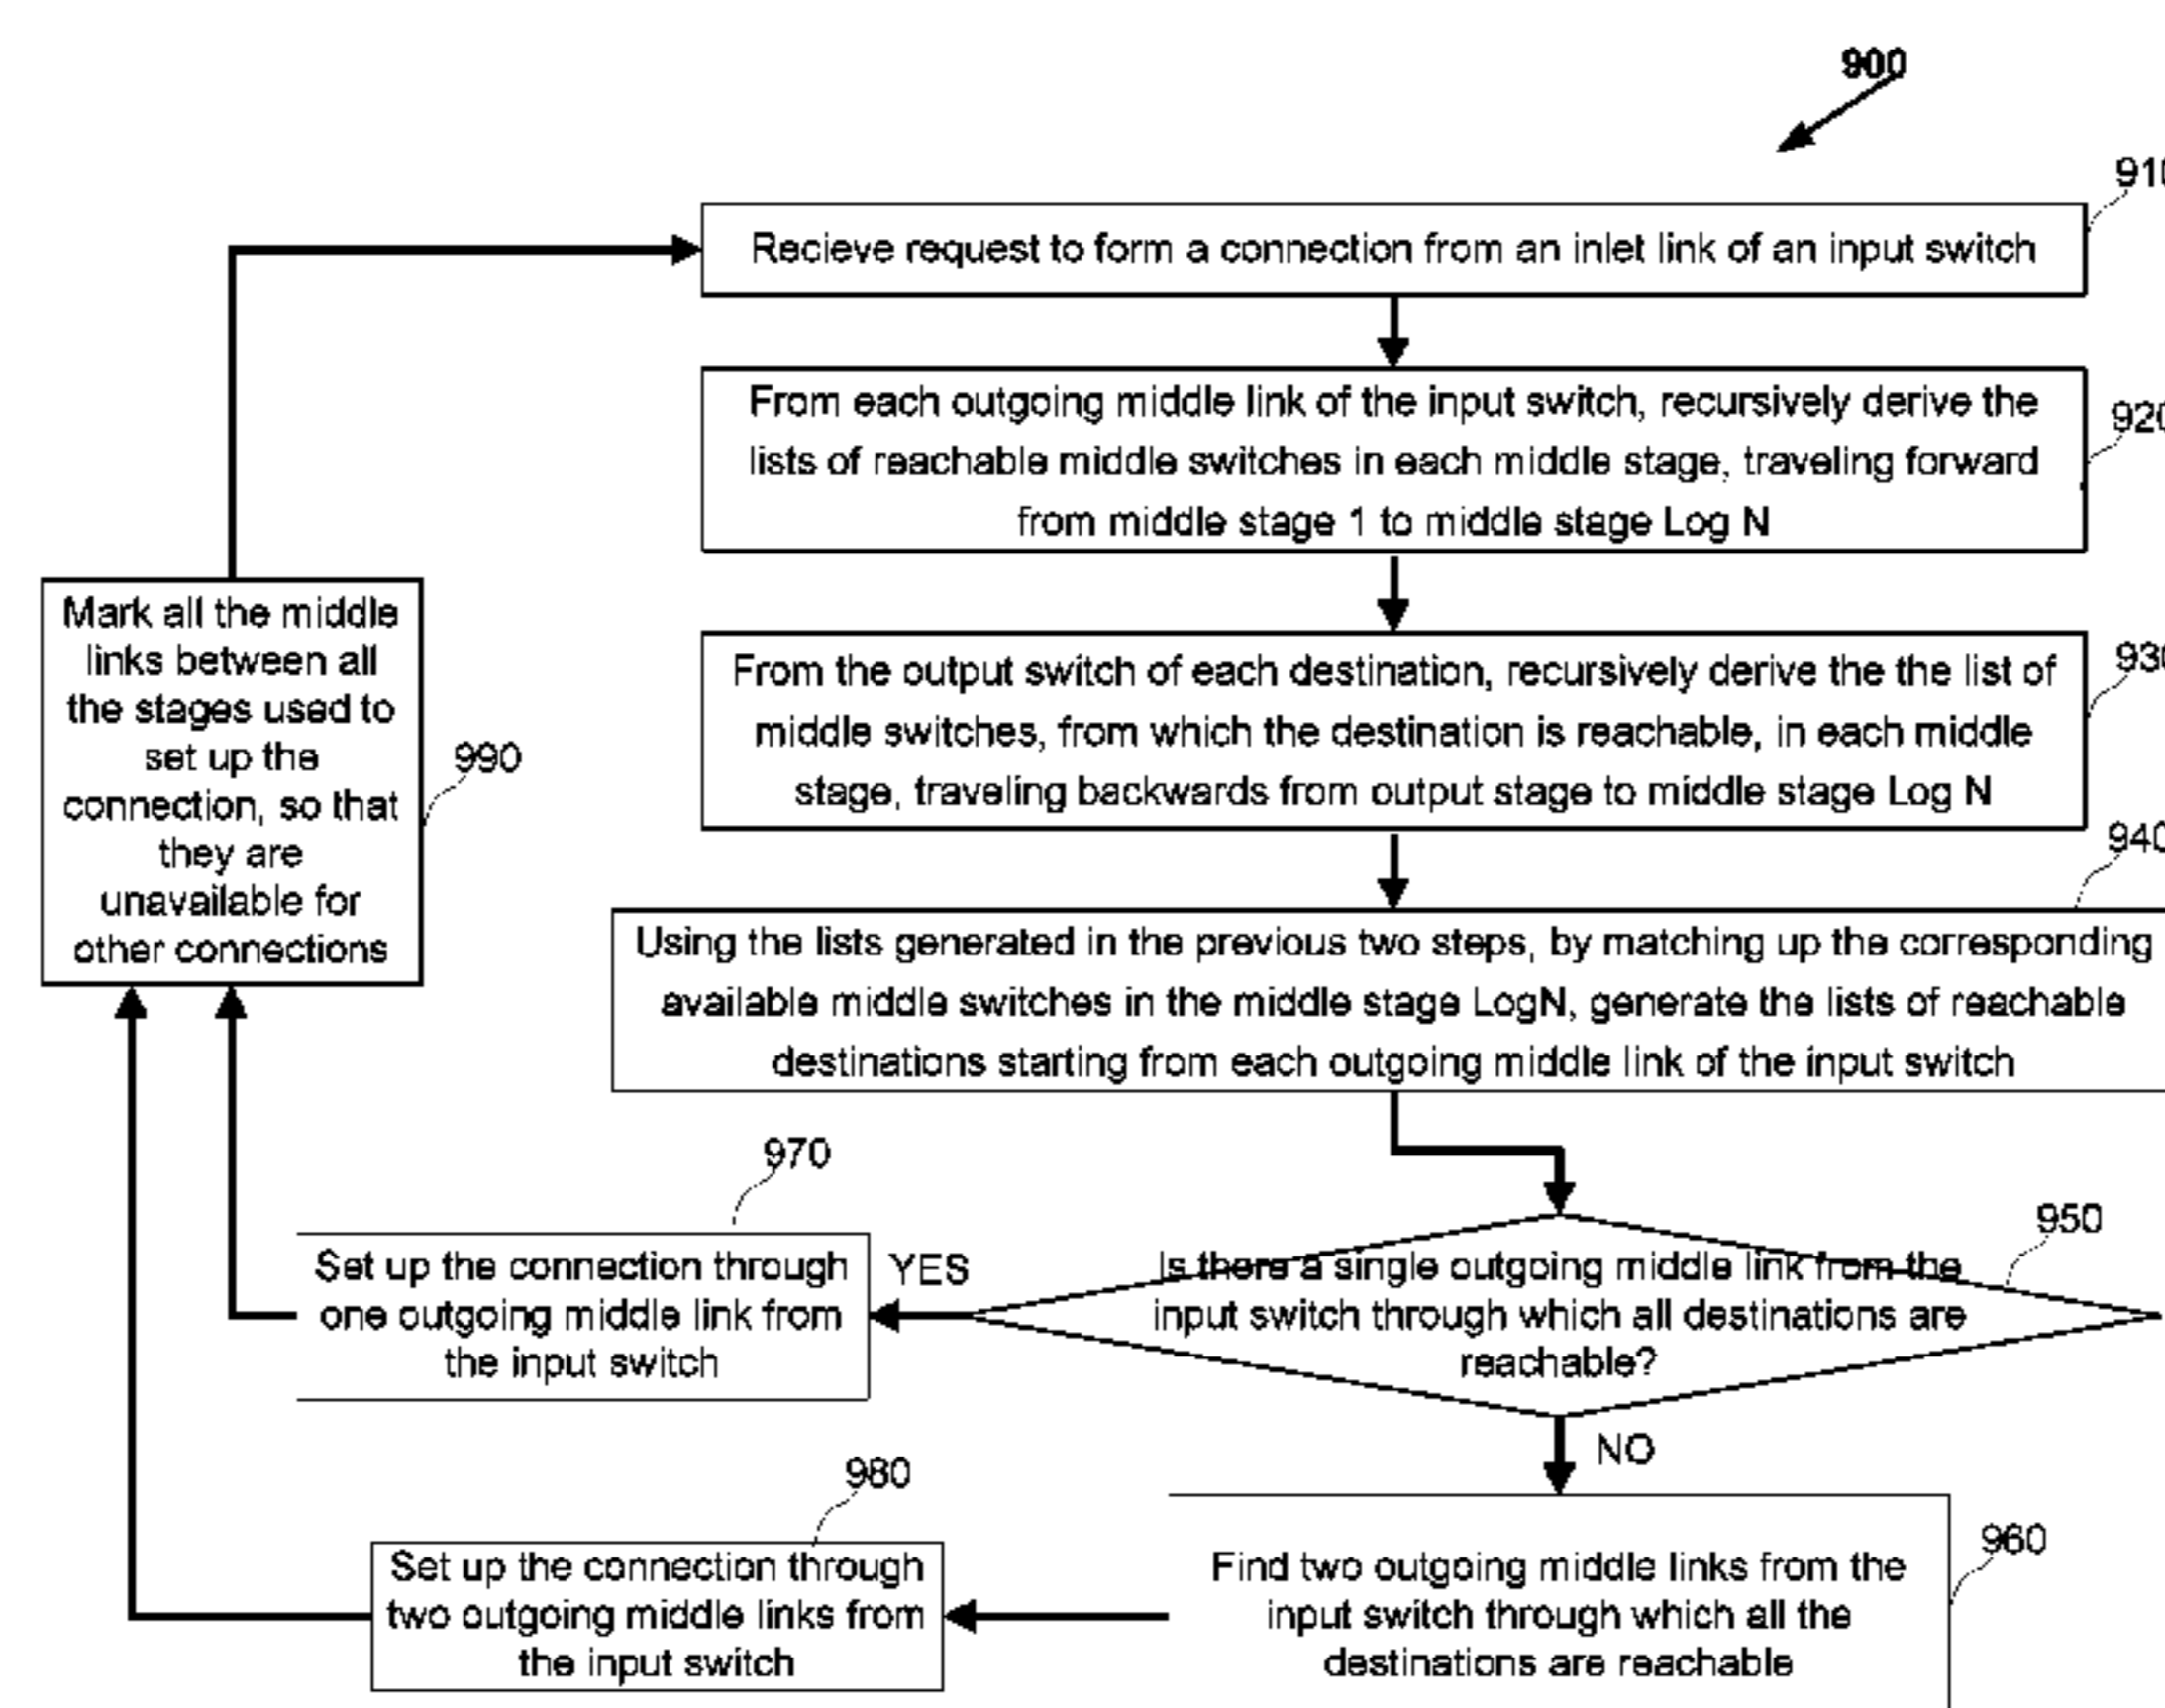 900
910
Recieve request to form a connection from an inlet link of an input switch
From each outgoing middle link of the input switch, recursively derive the
lists of reachable middle switches in each middle stage, traveling forward
from middle stage 1 to middle stage Log N
920
From the output switch of each destination, recursively derive the the list of
middle switches, from which the destination is reachable, in each middle
stage, traveling backwards from output stage to middle stage Log N
930
Mark all the middle
links between all
the stages used to
set up the
connection, so that
they are
unavailable for
other connections
990
940
Using the lists generated in the previous two steps, by matching up the corresponding
available middle switches in the middle stage LogN, generate the lists of reachable
destinations starting from each outgoing middle link of the input switch
970
Set up the connection through
one outgoing middle link from
the input switch
YES
950
Is there a single outgoing middle link from the
input switch through which all destinations are
reachable?
NO
980
Set up the connection through
two outgoing middle links from
the input switch
960
Find two outgoing middle links from the
input switch through which all the
destinations are reachable